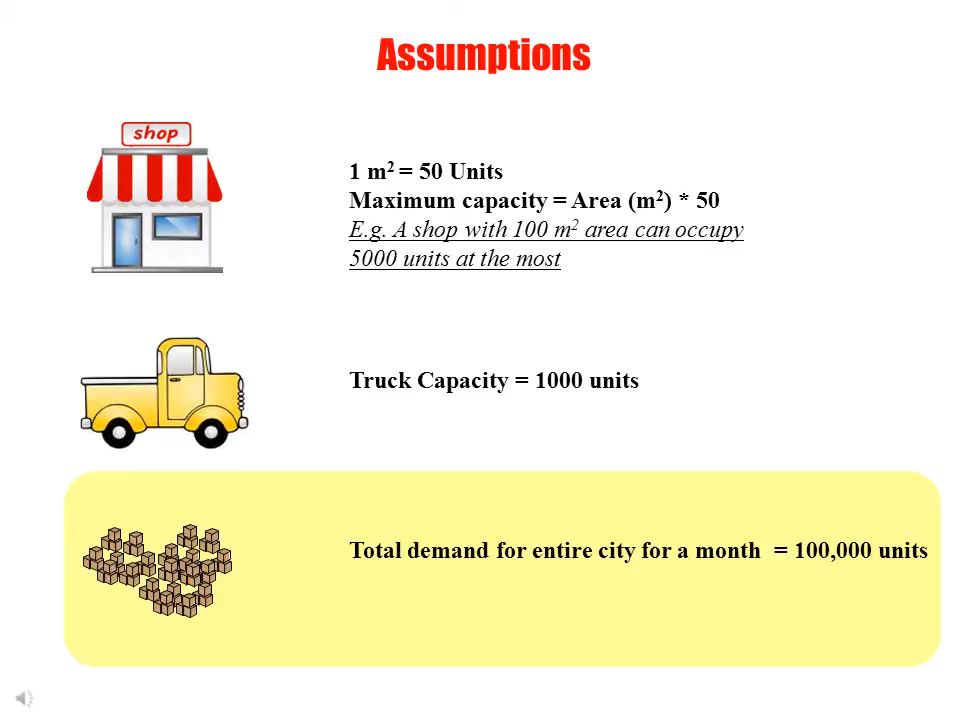 Assumptions
shop
1 m² = 50 Units
Maximum capacity = Area (m²) * 50
E.g. A shop with 100 m² area can occupy
5000 units at the most
Truck Capacity = 1000 units
Total demand for entire city for a month  = 100,000 units